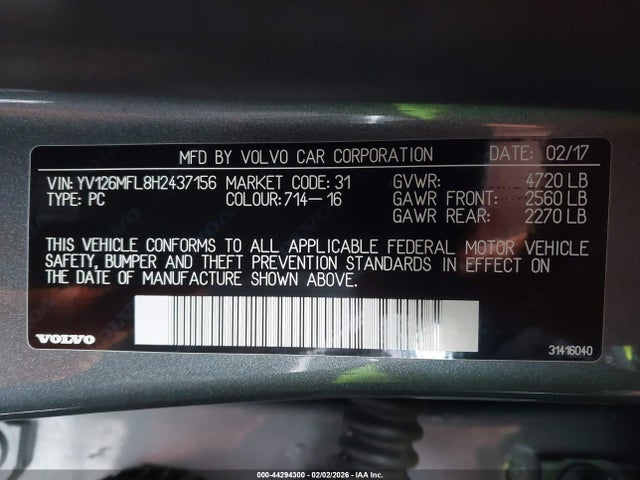 MFD BY VOLVO CAR CORPORATION DATE: 02/17
VIN: YV126MFL8H2437156 MARKET CODE: 31 GVWR: 4720 LB
TYPE: PC COLOUR: 714-16 GAWR FRONT: 2560 LB
GAWR REAR: 2270 LB
THIS VEHICLE CONFORMS TO ALL APPLICABLE FEDERAL MOTOR VEHICLE
SAFETY, BUMPER AND THEFT PREVENTION STANDARDS IN EFFECT ON
THE DATE OF MANUFACTURE SHOWN ABOVE.
VOLVO 31416040
000-44294300 - 02/02/2026 - IAA Inc.